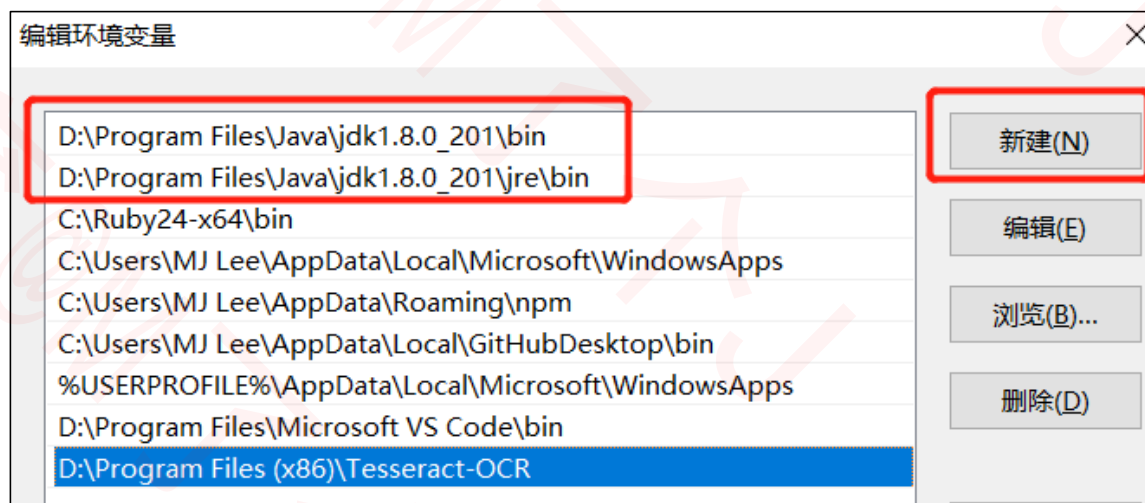 编辑环境变量
D:\Program Files\Java\jdk1.8.0_201\bin
D:\Program Files\Java\jdk1.8.0_201\jre\bin
C:\Ruby24-x64\bin
C:\Users\MJ Lee\AppData\Local\Microsoft\WindowsApps
C:\Users\MJ Lee\AppData\Roaming\npm
C:\Users\MJ Lee\AppData\Local\GitHubDesktop\bin
%USERPROFILE%\AppData\Local\Microsoft\WindowsApps
D:\Program Files\Microsoft VS Code\bin
D:\Program Files (x86)\Tesseract-OCR
新建(N)
编辑(E)
浏览(B)...
删除(D)